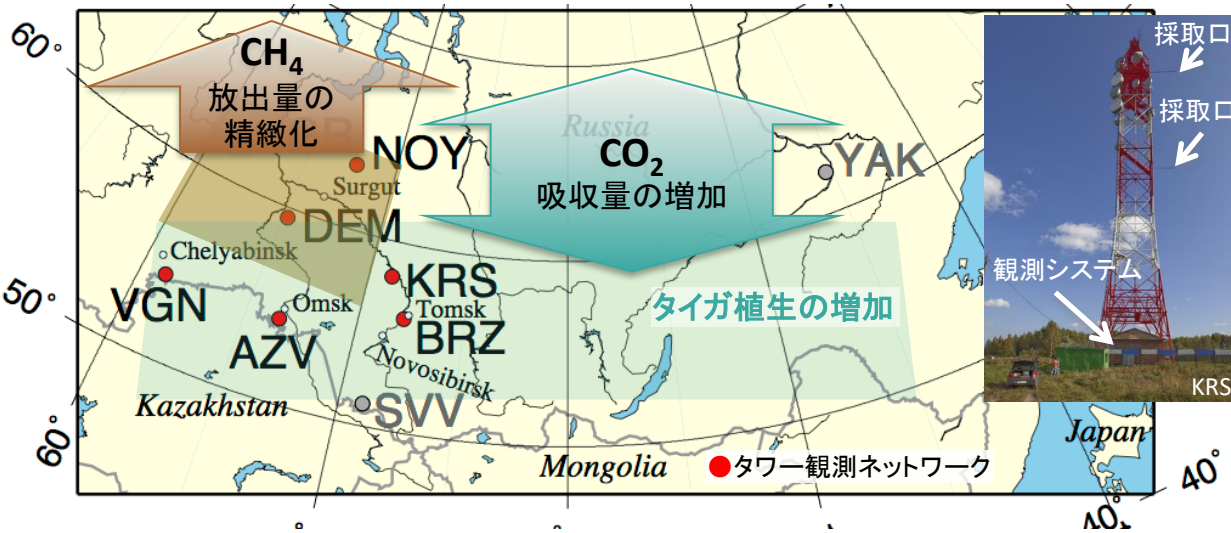 60°
CH4
放出量の
精緻化
CO2
吸収量の増加
Russia
NOY
Surgut
DEM
YAK
Chelyabinsk
VGN
50°
Omsk
AZV
KRS
Tomsk
BRZ
Novosibirsk
タイガ植生の増加
SVV
Kazakhstan
60°
Mongolia
タワー観測ネットワーク
Japan
40°
40°
採取口
採取口
観測システム
KRS